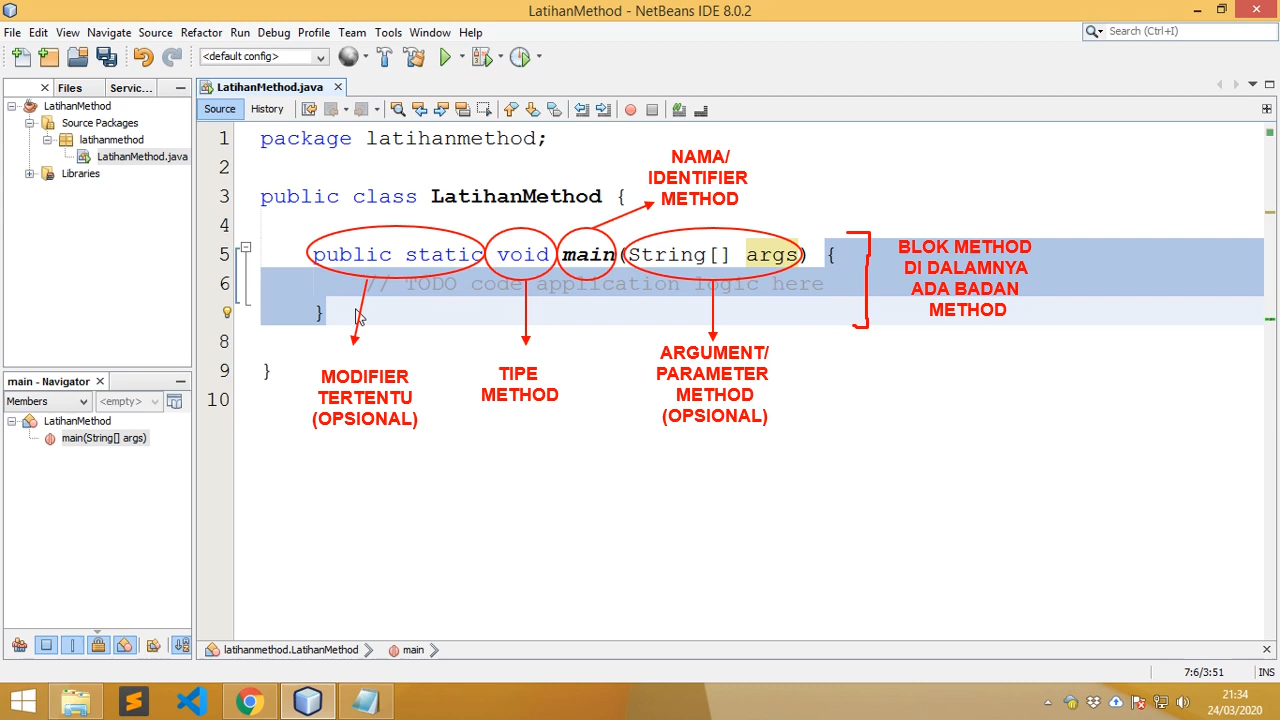 LatihanMethod - NetBeans IDE 8.0.2
File Edit View Navigate Source Refactor Run Debug Profile Team Tools Window Help
Search (Ctrl+I)
<default config>
Files Servic...
LatihanMethod
Source Packages
latihanmethod
LatihanMethod.java
Libraries
LatihanMethod.java
Source History
1 package latihanmethod;
2
3 public class LatihanMethod {
4
5 public static void main(String[] args) {
6 // TODO code application logic here
}
8
9 }
10
NAMA/
IDENTIFIER
METHOD
BLOK METHOD
DI DALAMNYA
ADA BADAN
METHOD
MODIFIER
TERTENTU
(OPSIONAL)
TIPE
METHOD
ARGUMENT/
PARAMETER
METHOD
(OPSIONAL)
main - Navigator
Members <empty>
LatihanMethod
main(String[] args)
latihanmethod.LatihanMethod main
7:6/3:51 INS
21:34
24/03/2020